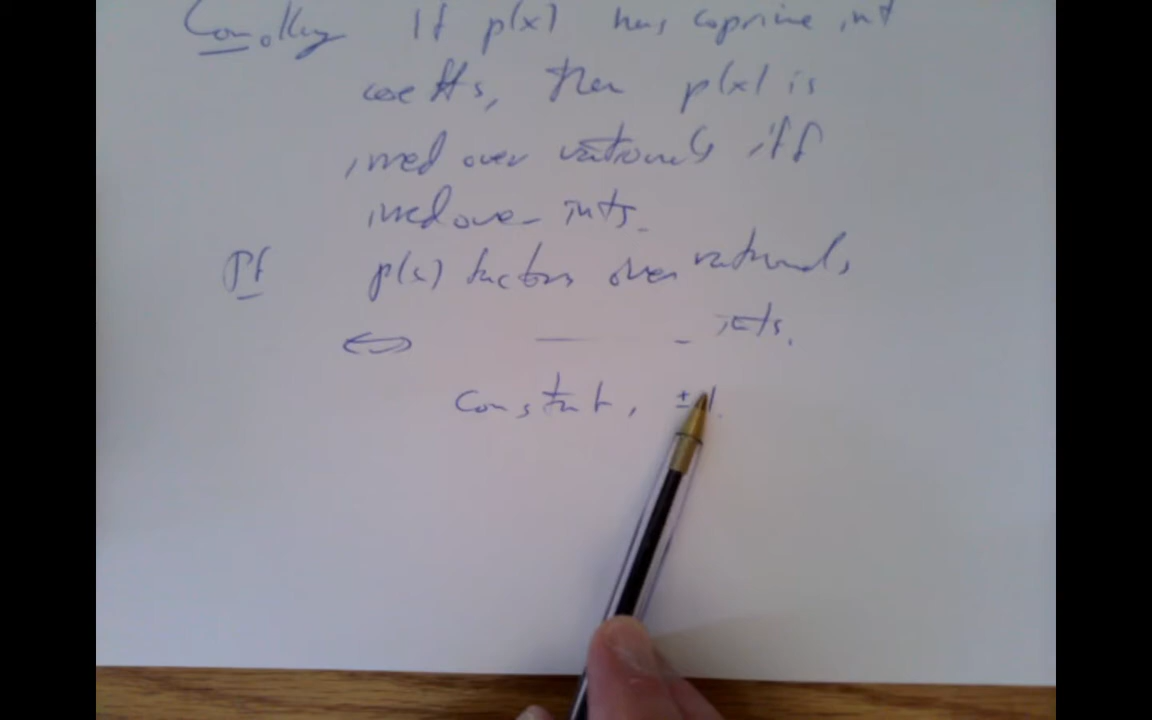 Corollary If p(x) has coprime int
coeffs, then p(x) is
irred over rationals iff
irred over ints.
Pf p(x) factors over rationals,
⟺ — - ints.
constant, ±1.